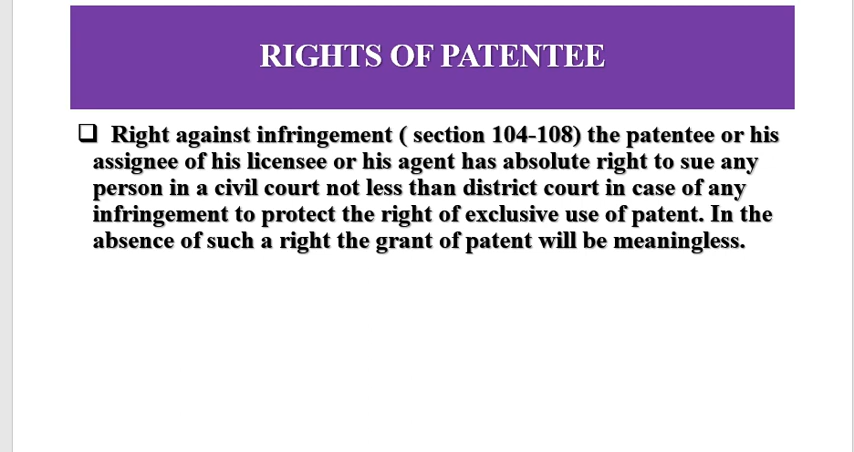 RIGHTS OF PATENTEE
❑ Right against infringement ( section 104-108) the patentee or his
assignee of his licensee or his agent has absolute right to sue any
person in a civil court not less than district court in case of any
infringement to protect the right of exclusive use of patent. In the
absence of such a right the grant of patent will be meaningless.